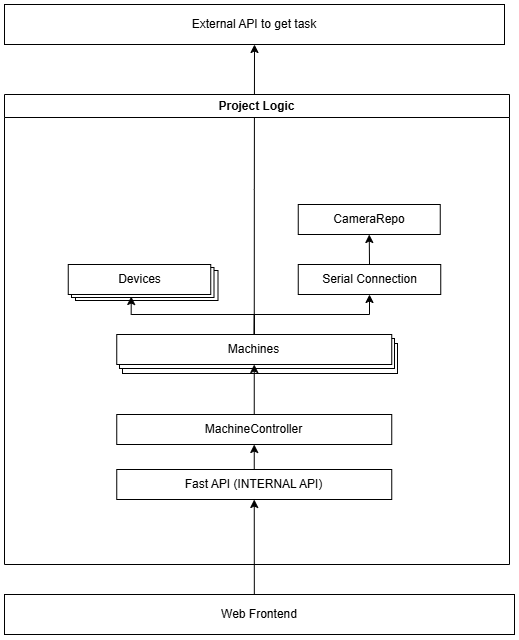 External API to get task
Project Logic
CameraRepo
Devices
Serial Connection
Machines
MachineController
Fast API (INTERNAL API)
Web Frontend